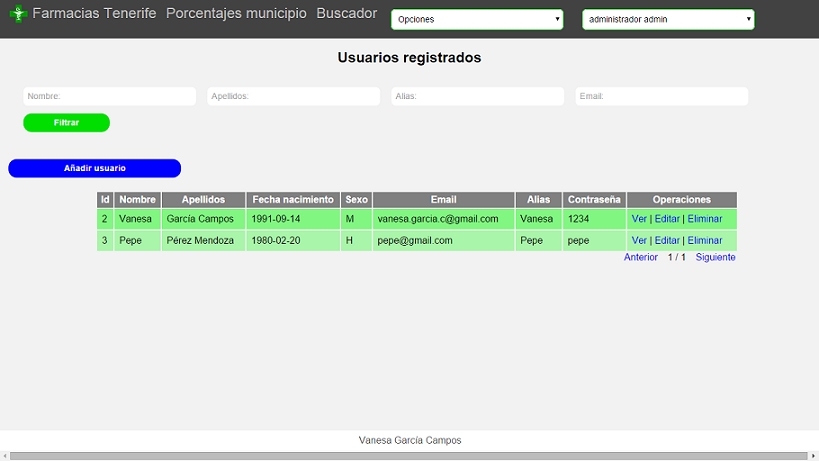 Farmacias Tenerife Porcentajes municipio Buscador Opciones administrador admin
Usuarios registrados
Nombre: Apellidos: Alias: Email:
Filtrar
Añadir usuario
Id Nombre Apellidos Fecha nacimiento Sexo Email Alias Contraseña Operaciones
2 Vanesa García Campos 1991-09-14 M vanesa.garcia.c@gmail.com Vanesa 1234 Ver | Editar | Eliminar
3 Pepe Pérez Mendoza 1980-02-20 H pepe@gmail.com Pepe pepe Ver | Editar | Eliminar
Anterior 1 / 1 Siguiente
Vanesa García Campos